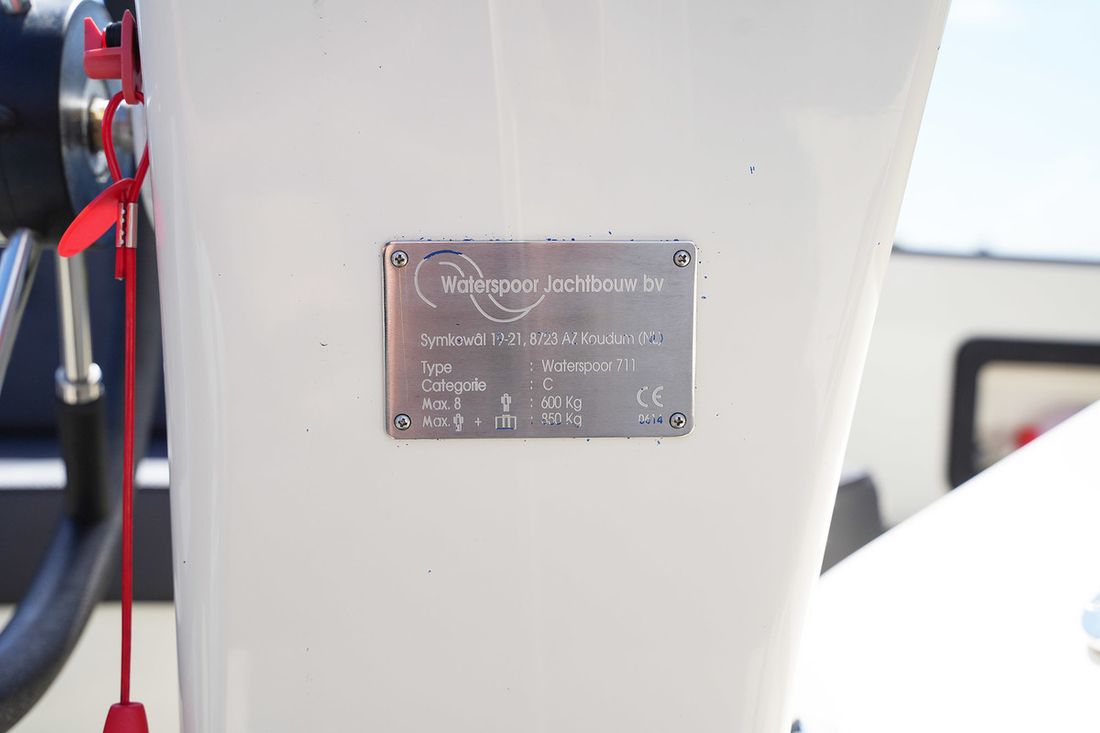 Waterspoor Jachtbouw bv
Symkowâl 19-21, 8723 AZ Koudum (NL)
Type : Waterspoor 711
Categorie : C
Max. 8 : 600 Kg
Max. + : 850 Kg
CE
0614